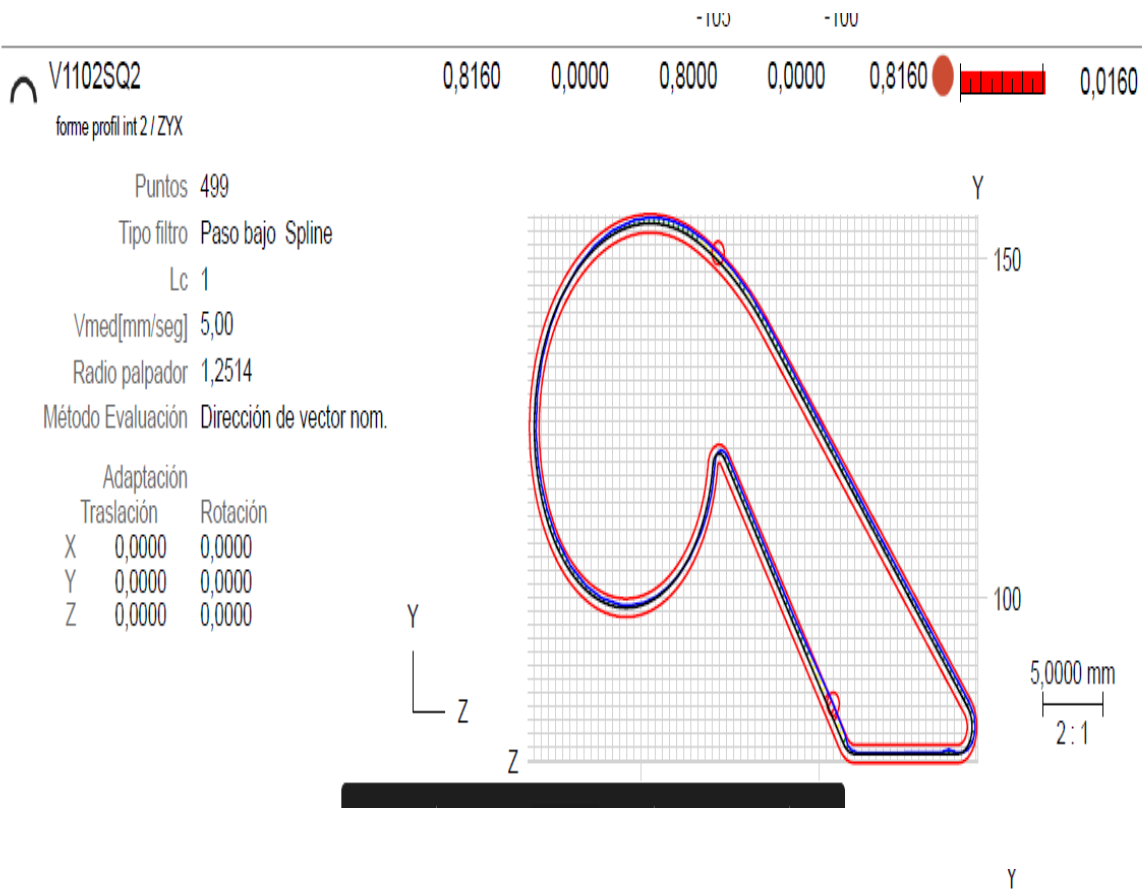 -105 -100
V1102SQ2 0,8160 0,0000 0,8000 0,0000 0,8160 0,0160
forme profil int 2 / ZYX
Puntos 499
Tipo filtro Paso bajo Spline
Lc 1
Vmed[mm/seg] 5,00
Radio palpador 1,2514
Método Evaluación Dirección de vector nom.
Adaptación
Traslación Rotación
X 0,0000 0,0000
Y 0,0000 0,0000
Z 0,0000 0,0000
Y
150
100
Y
Z
Z
5,0000 mm
2 : 1
Y